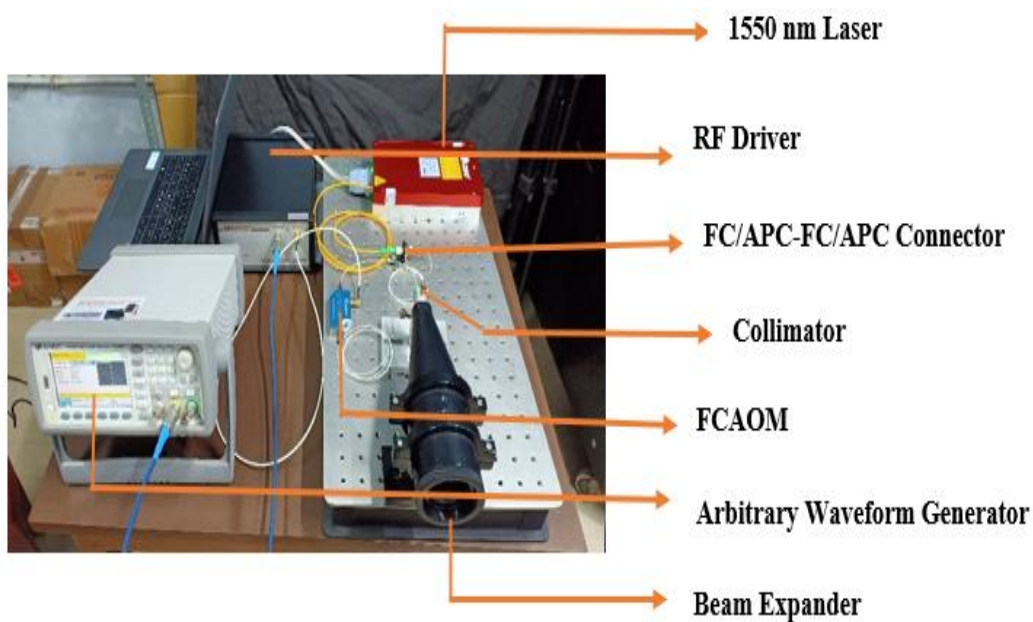 1550 nm Laser
RF Driver
FC/APC-FC/APC Connector
Collimator
FCAOM
Arbitrary Waveform Generator
Beam Expander